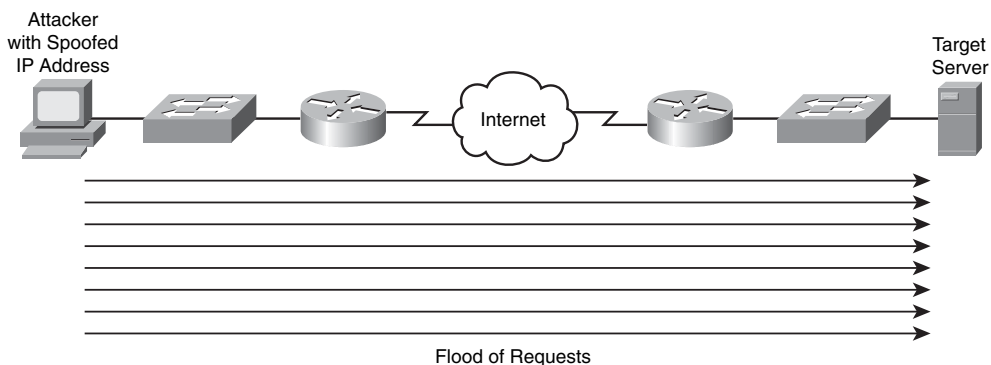 Attacker
with Spoofed
IP Address
Target
Server
Internet
Flood of Requests